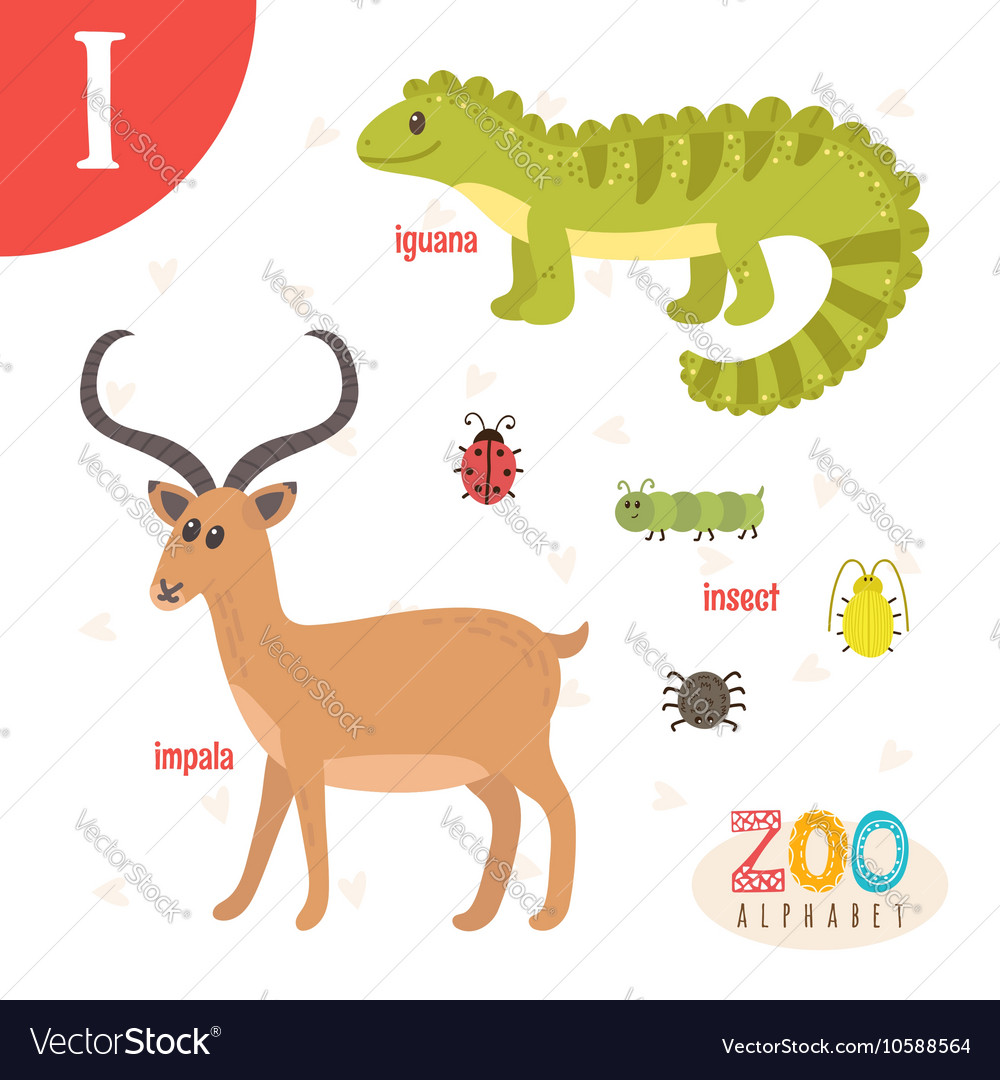 I
iguana
insect
impala
ZOO
ALPHABET
VectorStock®
VectorStock.com/10588564